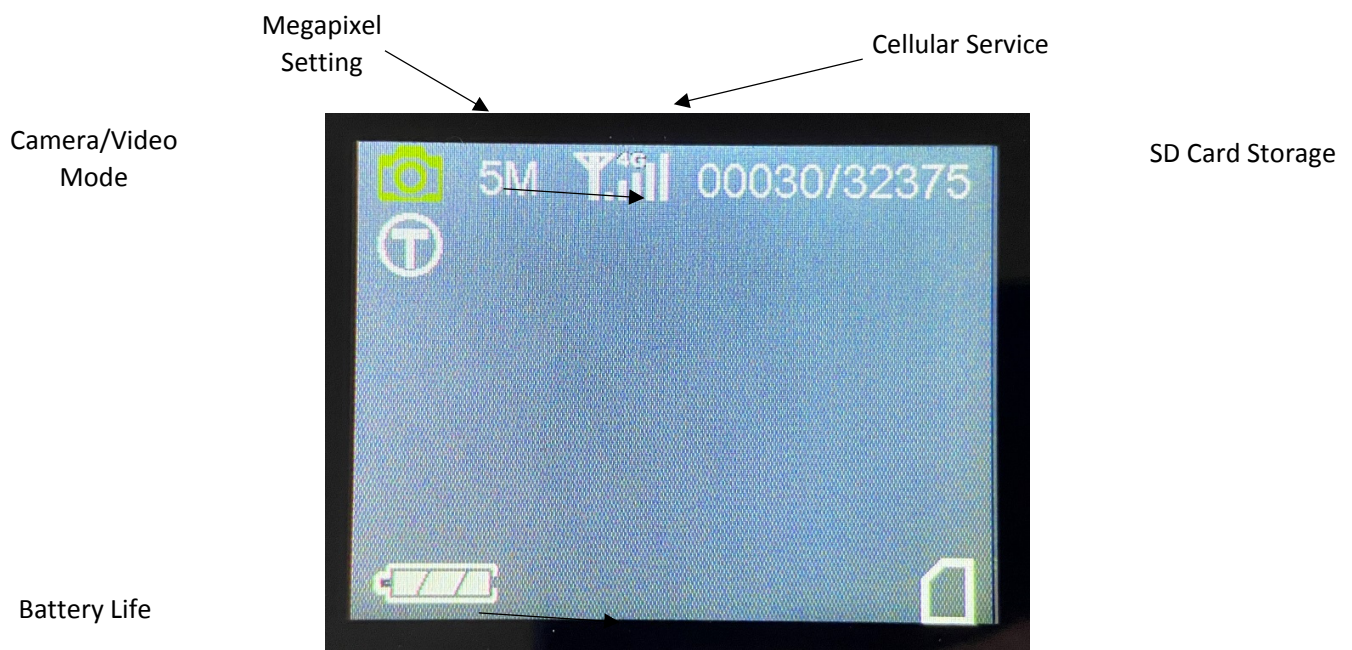 Megapixel
Setting
Cellular Service
Camera/Video
Mode
SD Card Storage
5M 4G 00030/32375
T
Battery Life